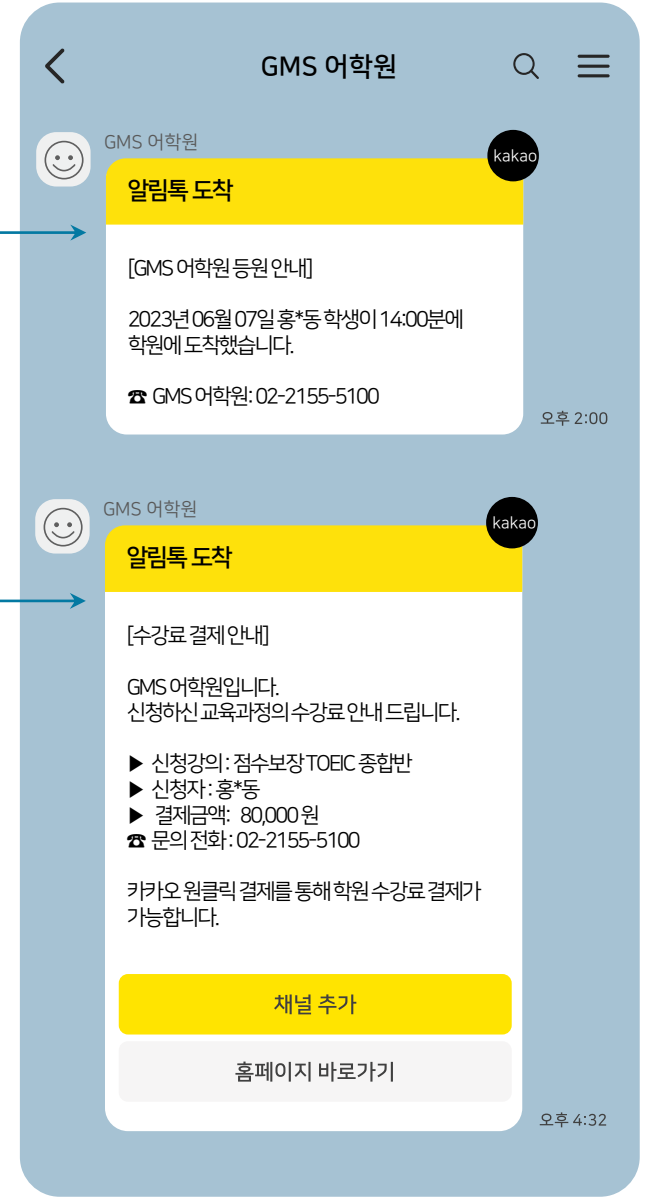 GMS 어학원
GMS 어학원
kakao
알림톡 도착
[GMS 어학원 등원 안내]
2023년 06월 07일 홍*동 학생이 14:00분에
학원에 도착했습니다.
☎ GMS 어학원: 02-2155-5100
오후 2:00
GMS 어학원
kakao
알림톡 도착
[수강료 결제 안내]
GMS 어학원입니다.
신청하신 교육과정의 수강료 안내 드립니다.
▶ 신청강의 : 점수보장 TOEIC 종합반
▶ 신청자 : 홍*동
▶ 결제금액: 80,000 원
☎ 문의 전화 : 02-2155-5100
카카오 원클릭 결제를 통해 학원 수강료 결제가
가능합니다.
채널 추가
홈페이지 바로가기
오후 4:32